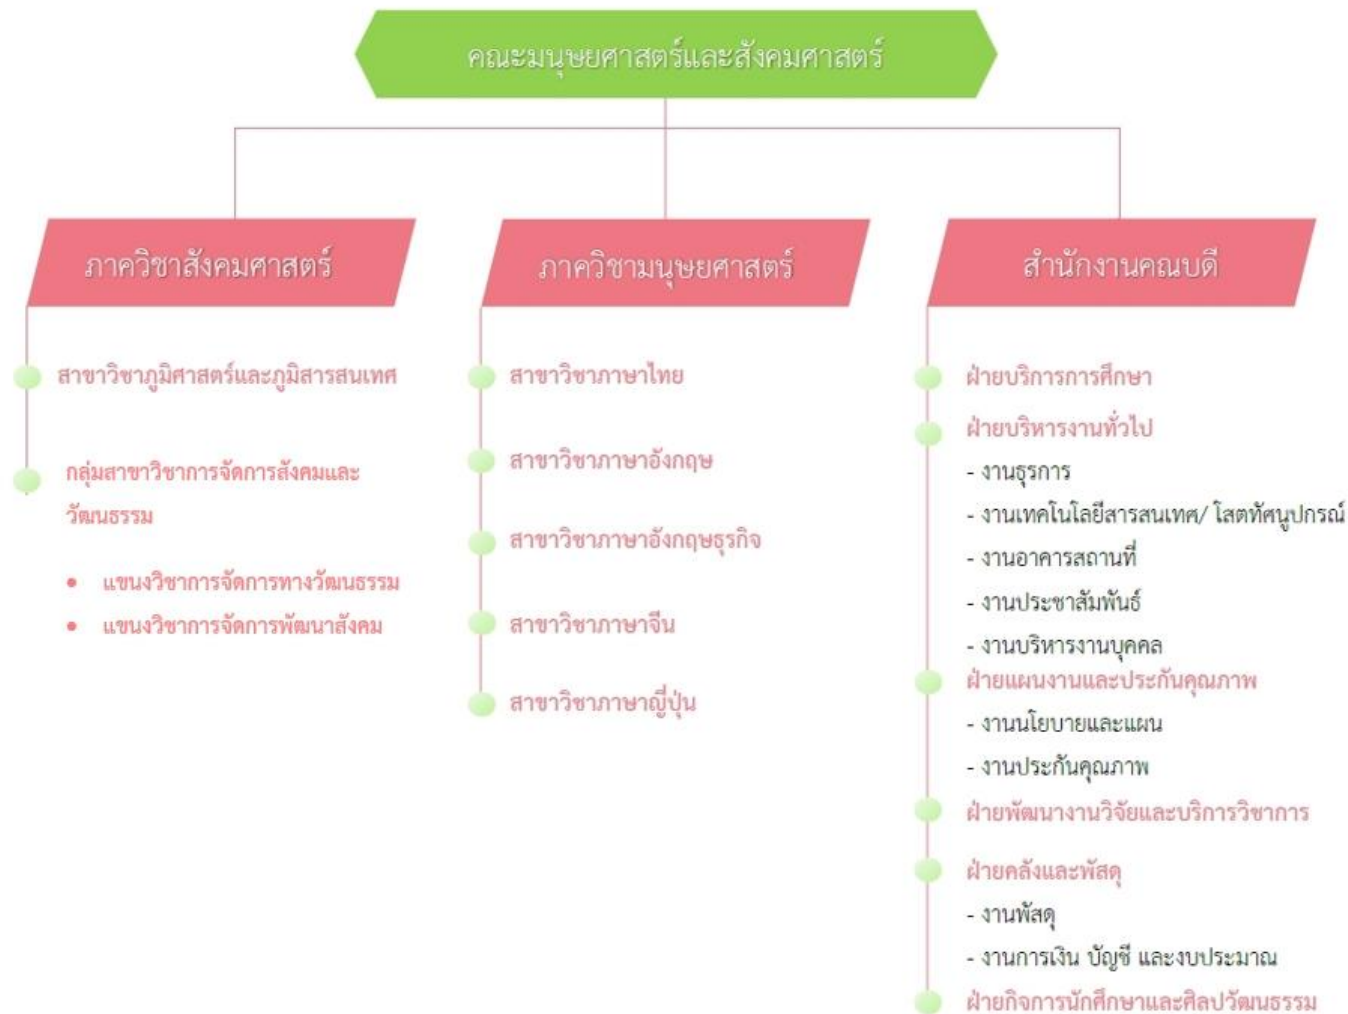 คณะมนุษยศาสตร์และสังคมศาสตร์
ภาควิชาสังคมศาสตร์
สาขาวิชาภูมิศาสตร์และภูมิสารสนเทศ
กลุ่มสาขาวิชาการจัดการสังคมและ
วัฒนธรรม
• แขนงวิชาการจัดการทางวัฒนธรรม
• แขนงวิชาการจัดการพัฒนาสังคม
ภาควิชามนุษยศาสตร์
สาขาวิชาภาษาไทย
สาขาวิชาภาษาอังกฤษ
สาขาวิชาภาษาอังกฤษธุรกิจ
สาขาวิชาภาษาจีน
สาขาวิชาภาษาญี่ปุ่น
สำนักงานคณบดี
ฝ่ายบริการการศึกษา
ฝ่ายบริหารงานทั่วไป
- งานธุรการ
- งานเทคโนโลยีสารสนเทศ/ โสตทัศนูปกรณ์
- งานอาคารสถานที่
- งานประชาสัมพันธ์
- งานบริหารงานบุคคล
ฝ่ายแผนงานและประกันคุณภาพ
- งานนโยบายและแผน
- งานประกันคุณภาพ
ฝ่ายพัฒนางานวิจัยและบริการวิชาการ
ฝ่ายคลังและพัสดุ
- งานพัสดุ
- งานการเงิน บัญชี และงบประมาณ
ฝ่ายกิจการนักศึกษาและศิลปวัฒนธรรม